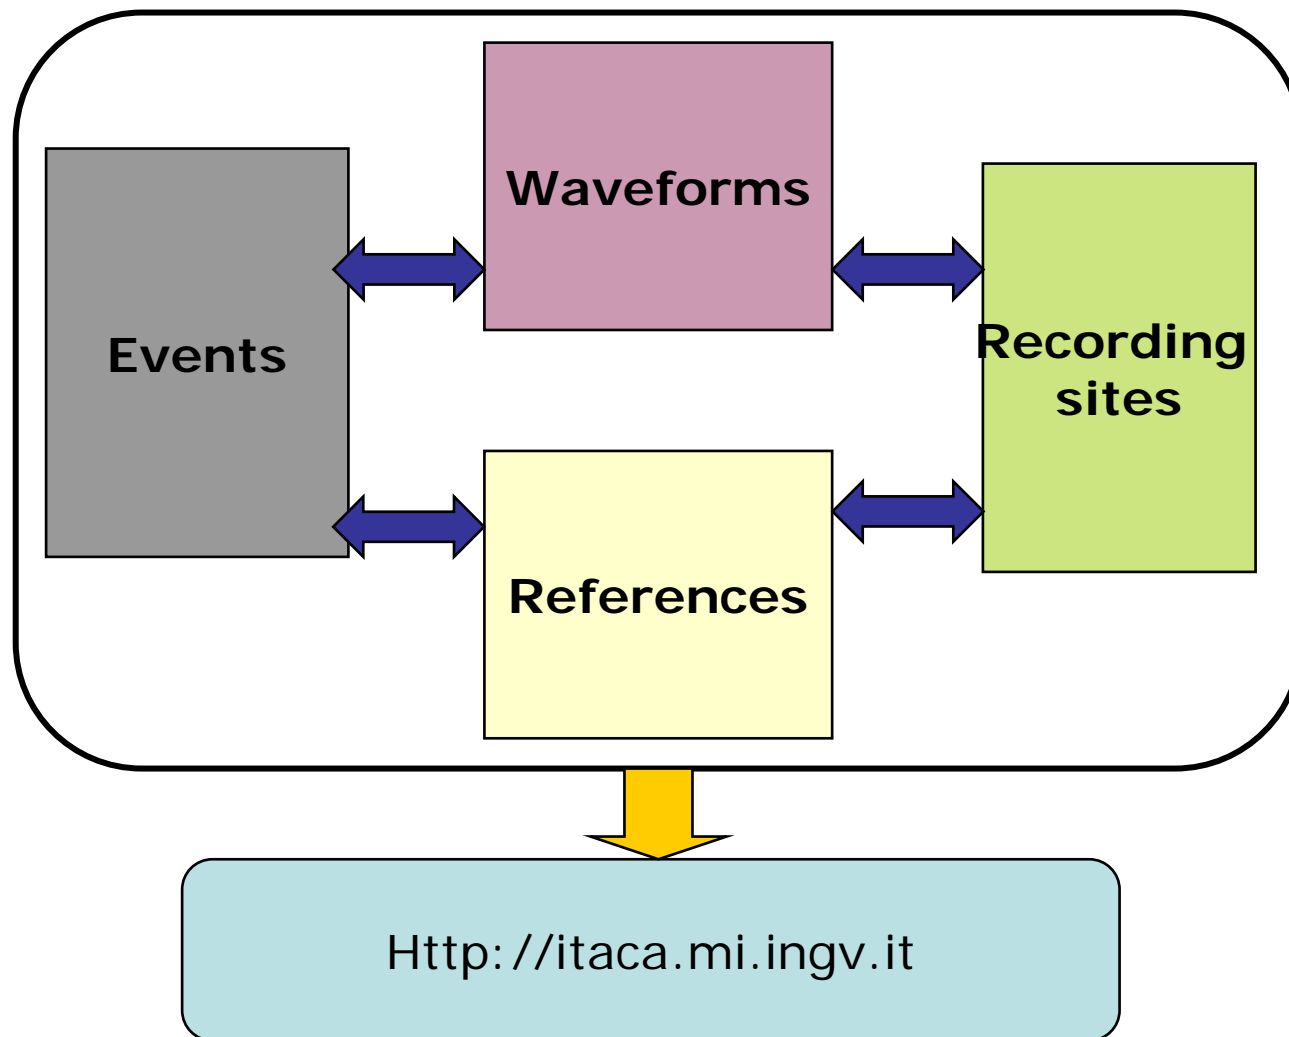 Waveforms
Events
Recording
sites
References
Http://itaca.mi.ingv.it